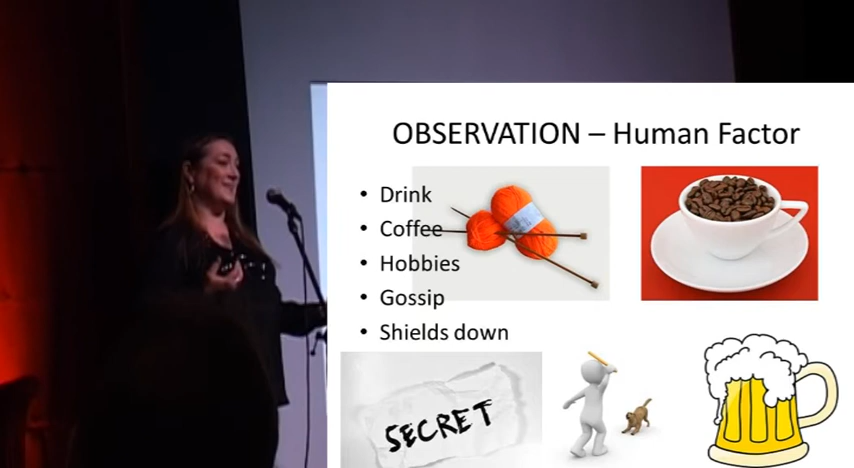 OBSERVATION – Human Factor
• Drink
• Coffee
• Hobbies
• Gossip
• Shields down
SECRET